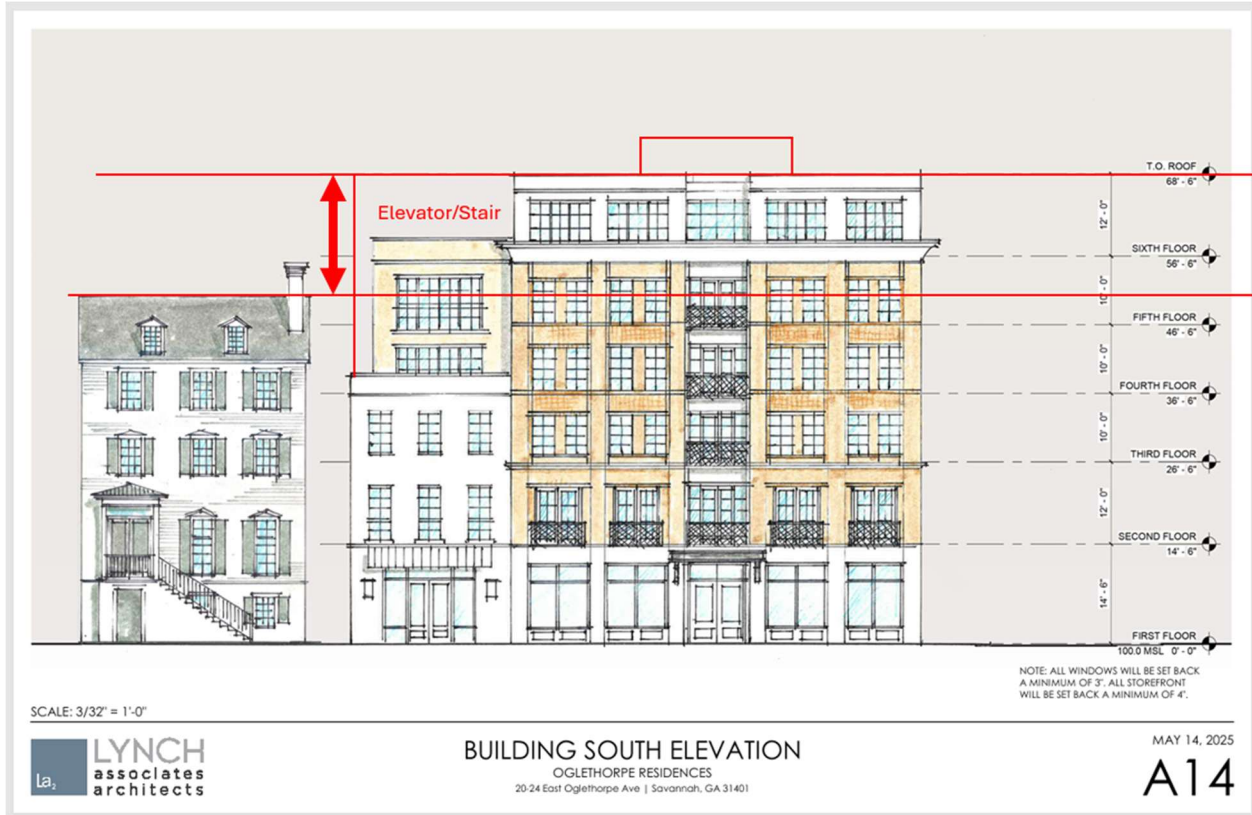 T.O. ROOF
68' - 6"
Elevator/Stair
12' - 0"
SIXTH FLOOR
56' - 6"
10' - 0"
FIFTH FLOOR
46' - 6"
10' - 0"
FOURTH FLOOR
36' - 6"
10' - 0"
THIRD FLOOR
26' - 6"
12' - 0"
SECOND FLOOR
14' - 6"
14' - 6"
FIRST FLOOR
100.0 MSL 0' - 0"
NOTE: ALL WINDOWS WILL BE SET BACK
A MINIMUM OF 3". ALL STOREFRONT
WILL BE SET BACK A MINIMUM OF 4".
SCALE: 3/32" = 1'-0"
La2
LYNCH
associates
architects
BUILDING SOUTH ELEVATION
OGLETHORPE RESIDENCES
20-24 East Oglethorpe Ave | Savannah, GA 31401
MAY 14, 2025
A14